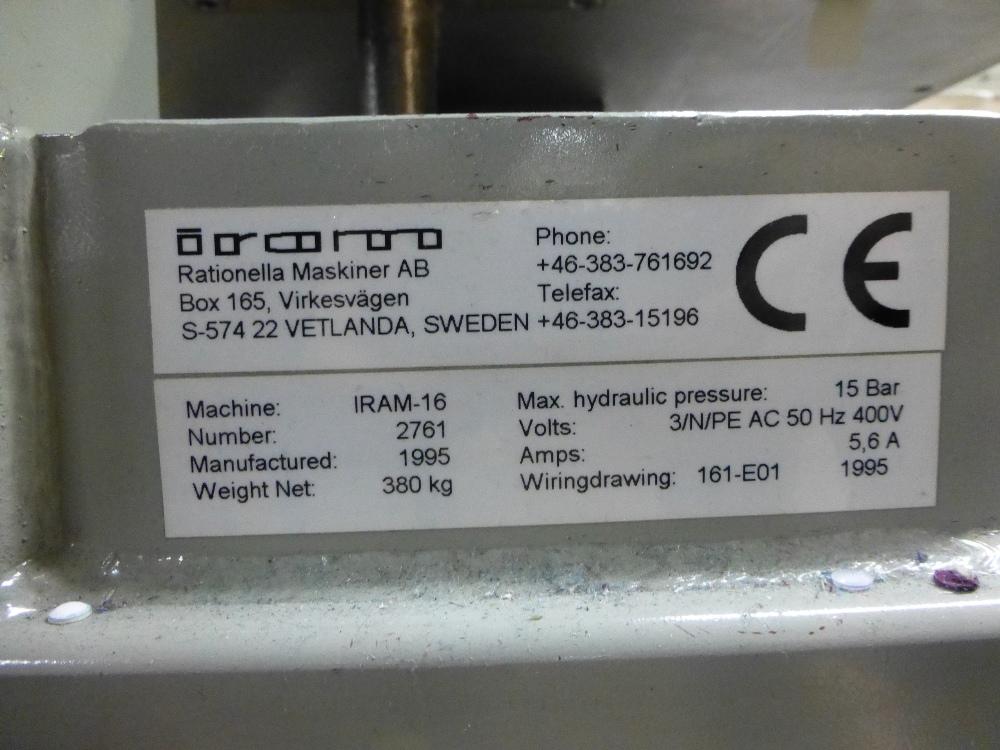 iram
Rationella Maskiner AB
Box 165, Virkesvägen
S-574 22 VETLANDA, SWEDEN
Phone:
+46-383-761692
Telefax:
+46-383-15196
CE
Machine: IRAM-16
Number: 2761
Manufactured: 1995
Weight Net: 380 kg
Max. hydraulic pressure: 15 Bar
Volts: 3/N/PE AC 50 Hz 400V
Amps: 5,6 A
Wiringdrawing: 161-E01 1995